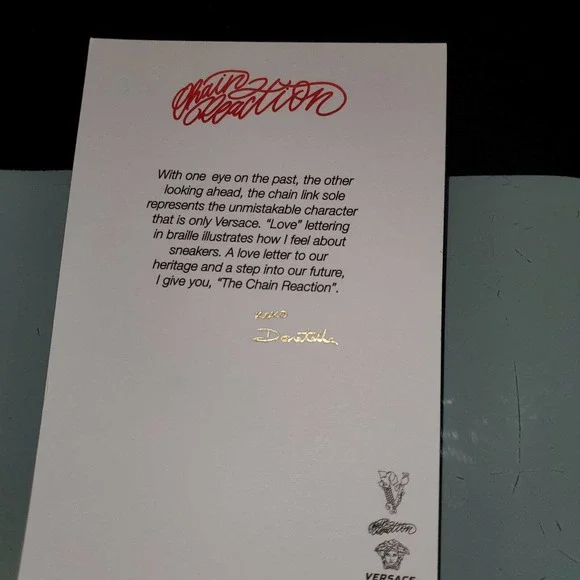 Chain
Reaction
With one eye on the past, the other
looking ahead, the chain link sole
represents the unmistakable character
that is only Versace. “Love” lettering
in braille illustrates how I feel about
sneakers. A love letter to our
heritage and a step into our future,
I give you, “The Chain Reaction”.
Donatella
Chain
Reaction
VERSACE